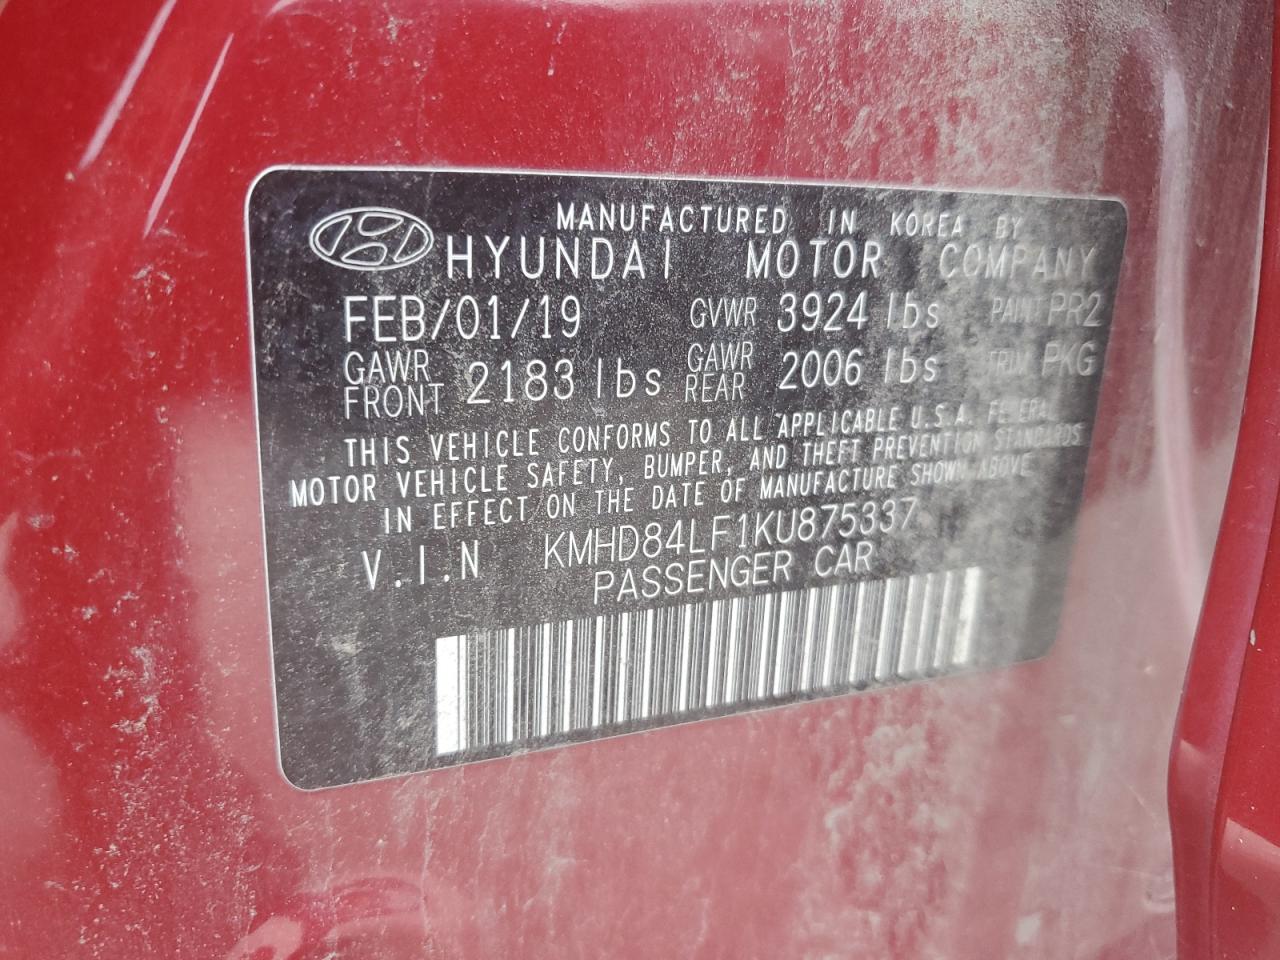 MANUFACTURED IN KOREA BY
HYUNDAI MOTOR COMPANY
FEB/01/19 GVWR 3924 lbs PAINT PR2
GAWR FRONT 2183 lbs GAWR REAR 2006 lbs TRIM PKG
THIS VEHICLE CONFORMS TO ALL APPLICABLE U.S.A. FEDERAL
MOTOR VEHICLE SAFETY, BUMPER, AND THEFT PREVENTION STANDARDS
IN EFFECT ON THE DATE OF MANUFACTURE SHOWN ABOVE
V.I.N KMHD84LF1KU875337
PASSENGER CAR